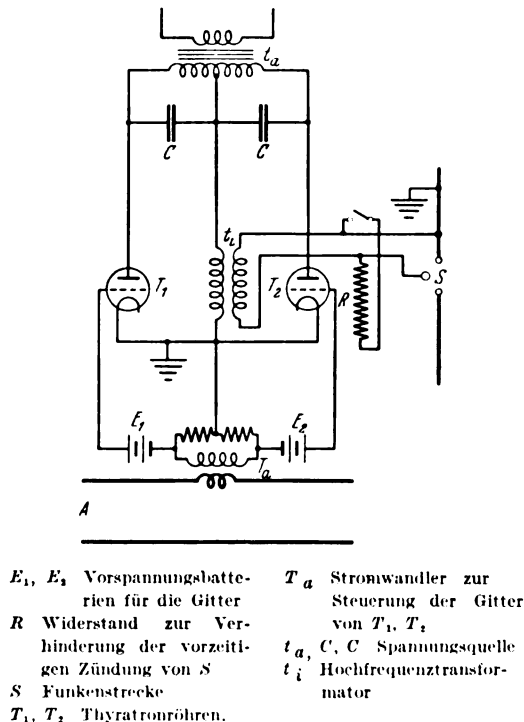 t_a
C C
t_i
T_1 T_2 R S
E_1 E_2
T_a
A
E_1, E_2 Vorspannungsbatte-
rien für die Gitter
R Widerstand zur Ver-
hinderung der vorzeiti-
gen Zündung von S
S Funkenstrecke
T_1, T_2 Thyratronröhren.
T_a Stromwandler zur
Steuerung der Gitter
von T_1, T_2
t_a, C, C Spannungsquelle
t_i Hochfrequenztransfor-
mator